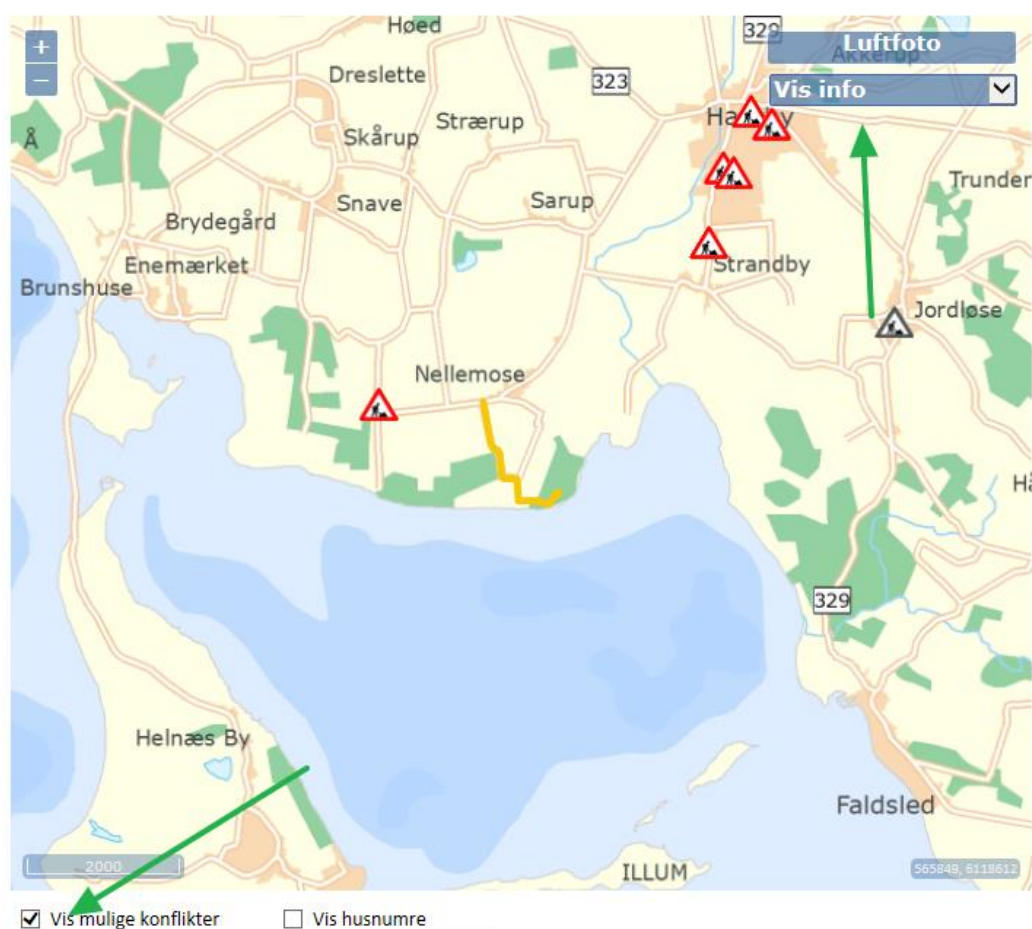 +
−
Høed
329
Luftfoto
Akkerup
Vis info
Dreslette
323
Å
Skårup
Strærup
Trunder
Snave
Sarup
Brydegård
Enemærket
Strandby
Brunshuse
Jordløse
Nellemose
329
Helnæs By
Faldsled
2000
ILLUM
565849, 6118612
Vis mulige konflikter
Vis husnumre